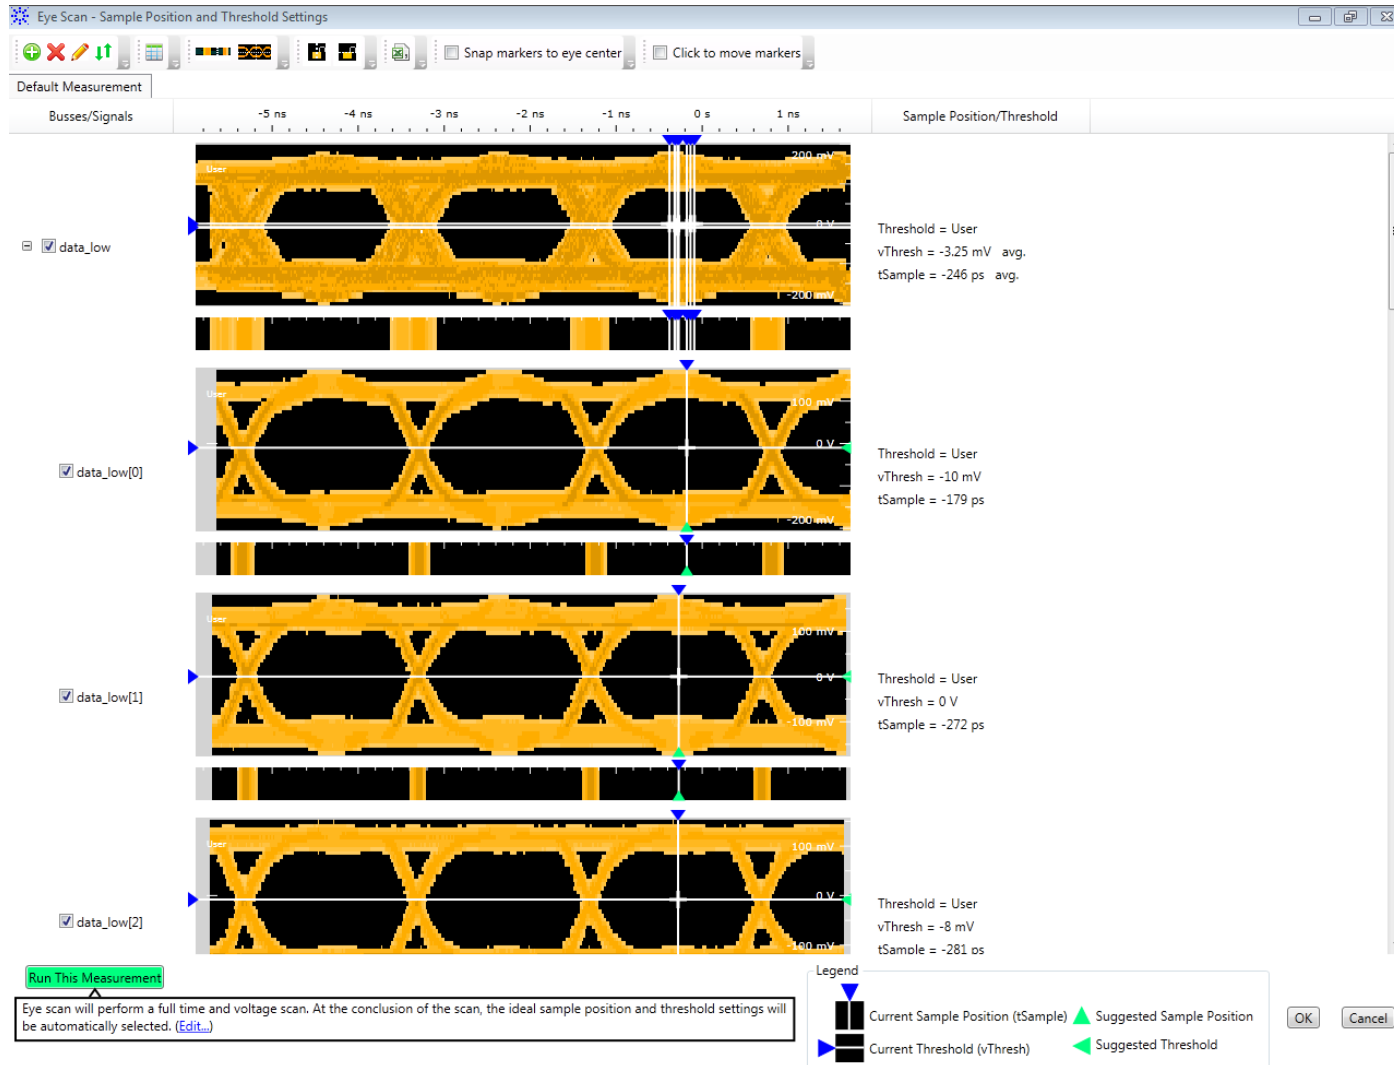 Eye Scan - Sample Position and Threshold Settings
Snap markers to eye center
Click to move markers
Default Measurement
Busses/Signals
-5 ns
-4 ns
-3 ns
-2 ns
-1 ns
0 s
1 ns
Sample Position/Threshold
data_low
User
200 mV
0 V
-200 mV
Threshold = User
vThresh = -3.25 mV avg.
tSample = -246 ps avg.
data_low[0]
User
100 mV
0 V
-200 mV
Threshold = User
vThresh = -10 mV
tSample = -179 ps
data_low[1]
User
100 mV
0 V
-100 mV
Threshold = User
vThresh = 0 V
tSample = -272 ps
data_low[2]
User
100 mV
0 V
-100 mV
Threshold = User
vThresh = -8 mV
tSample = -281 ps
Run This Measurement
Eye scan will perform a full time and voltage scan. At the conclusion of the scan, the ideal sample position and threshold settings will
be automatically selected. (Edit...)
Legend
Current Sample Position (tSample)
Suggested Sample Position
Current Threshold (vThresh)
Suggested Threshold
OK
Cancel